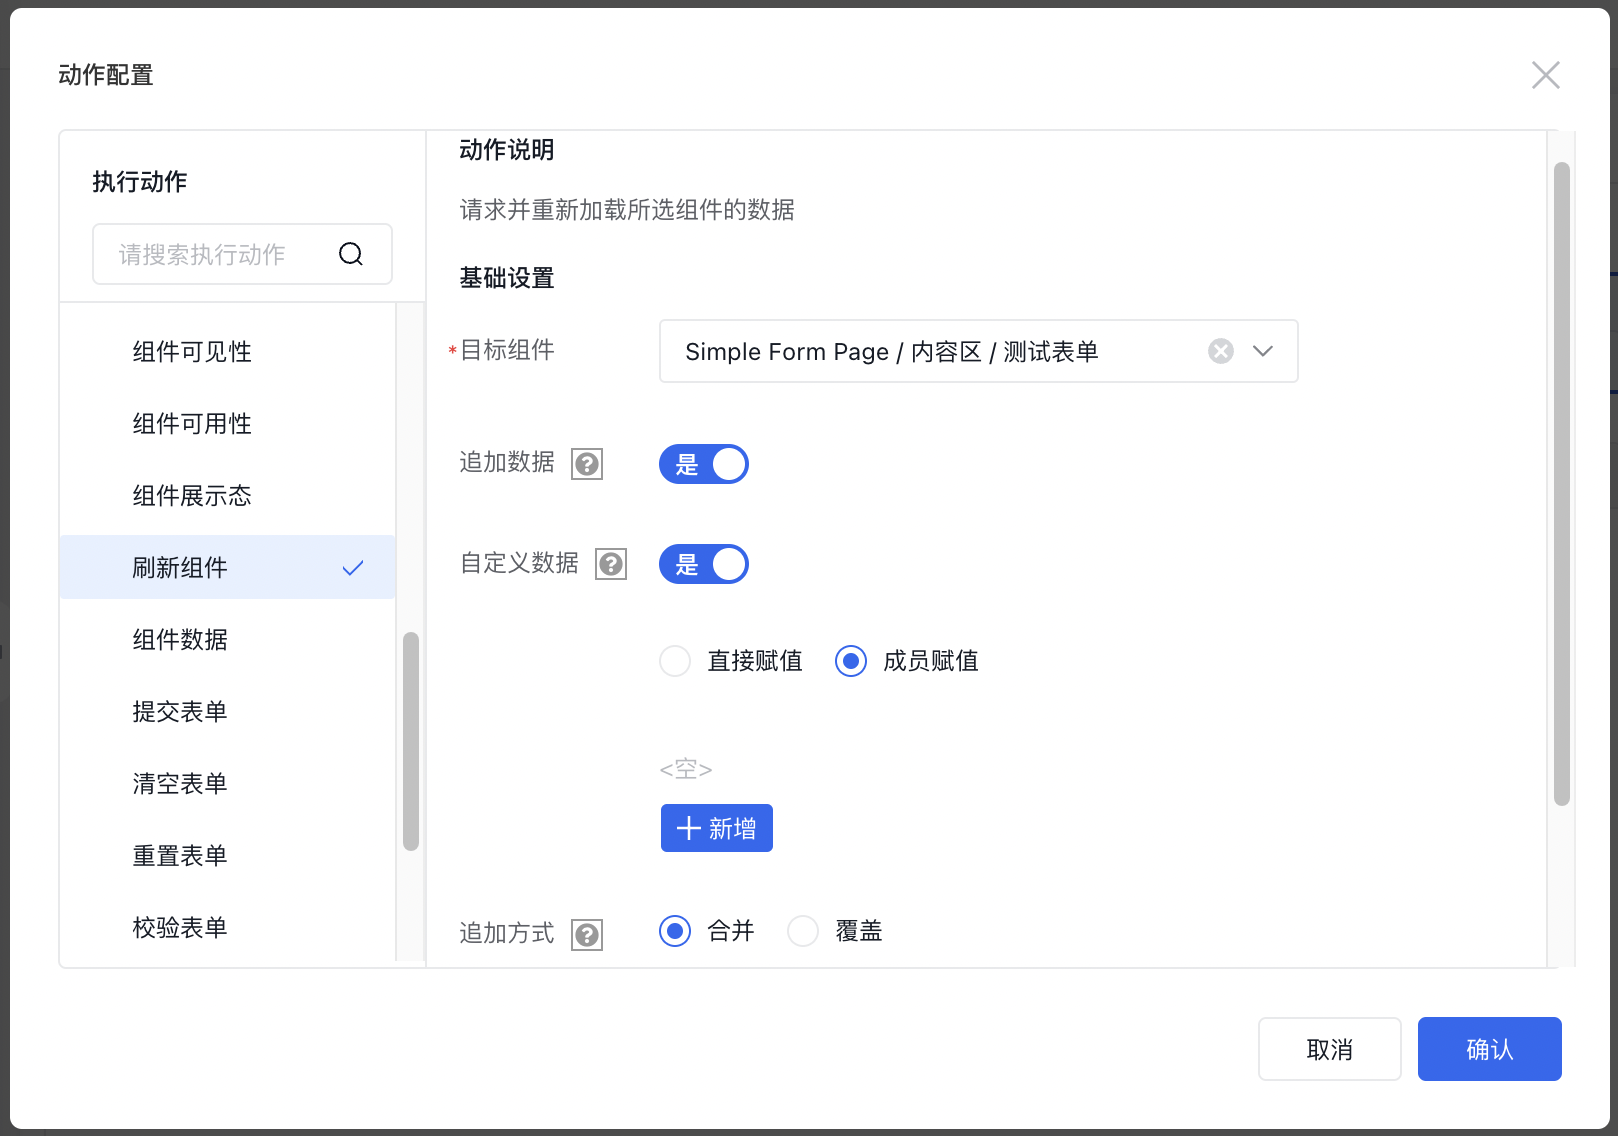 动作配置
执行动作
请搜索执行动作
组件可见性
组件可用性
组件展示态
刷新组件
组件数据
提交表单
清空表单
重置表单
校验表单
动作说明
请求并重新加载所选组件的数据
基础设置
*目标组件 Simple Form Page / 内容区 / 测试表单
追加数据 ? 是
自定义数据 ? 是
直接赋值 成员赋值
<空>
新增
追加方式 ? 合并 覆盖
取消 确认